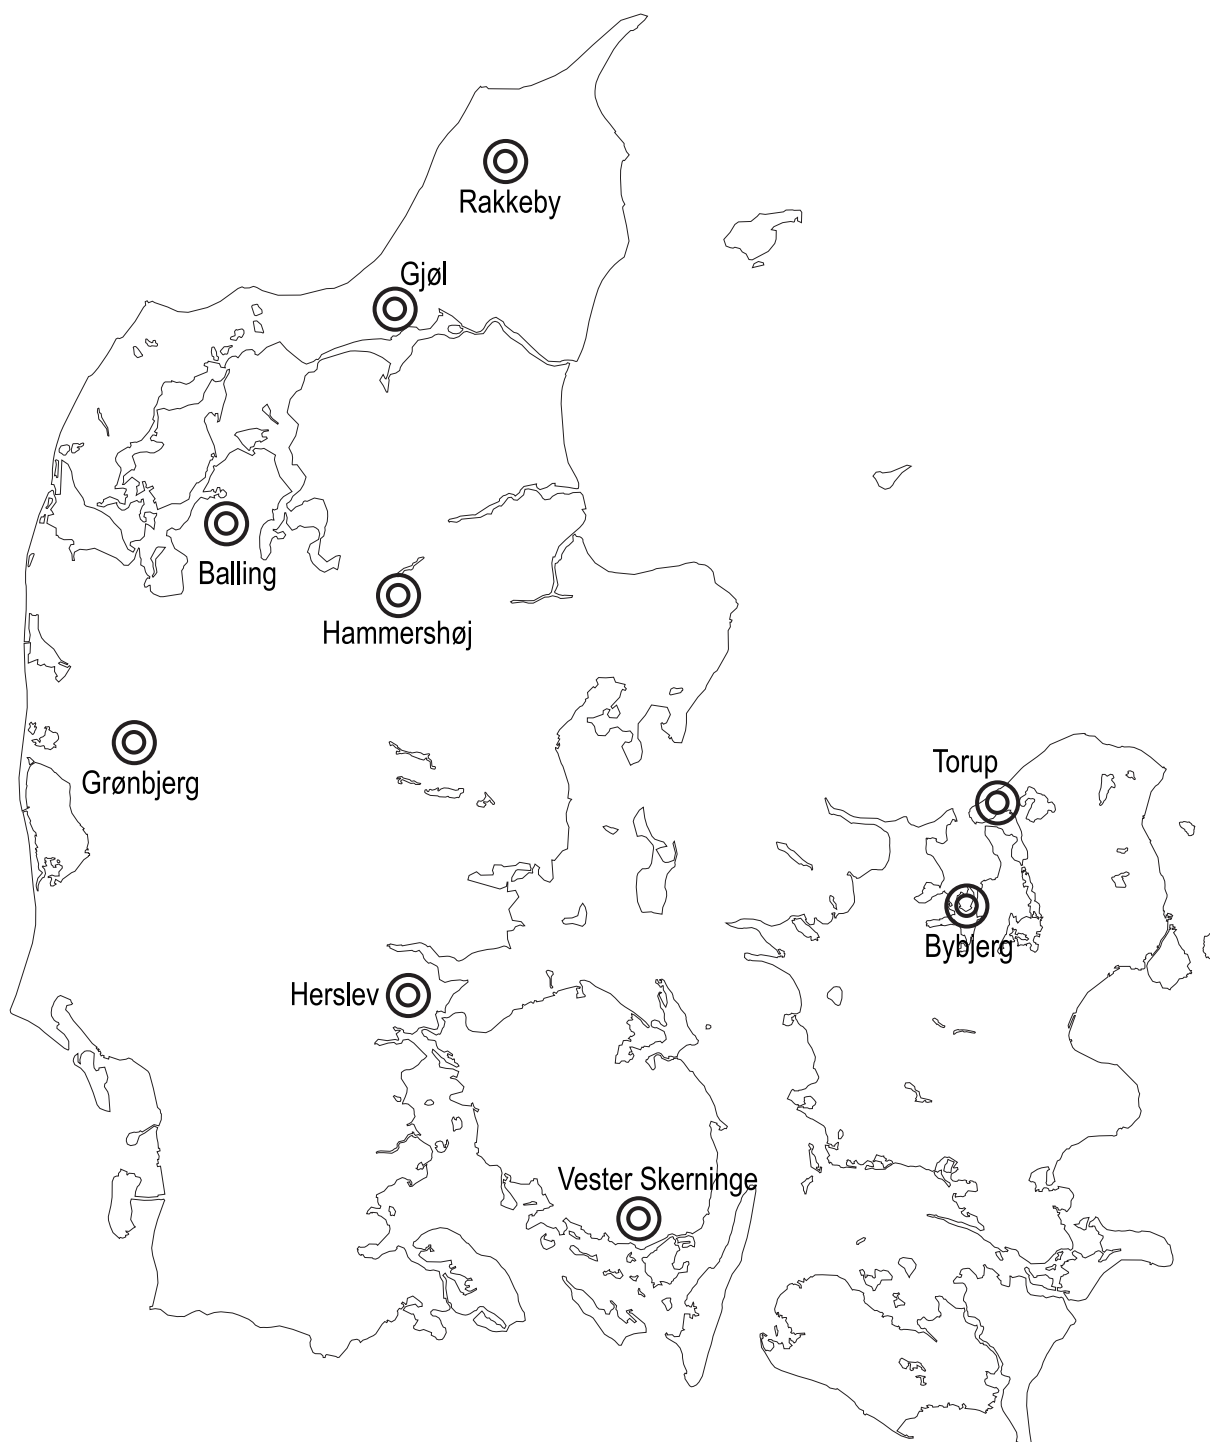 Rakkeby
Gjøl
Balling
Hammershøj
Grønbjerg
Torup
Bybjerg
Herslev
Vester Skerninge